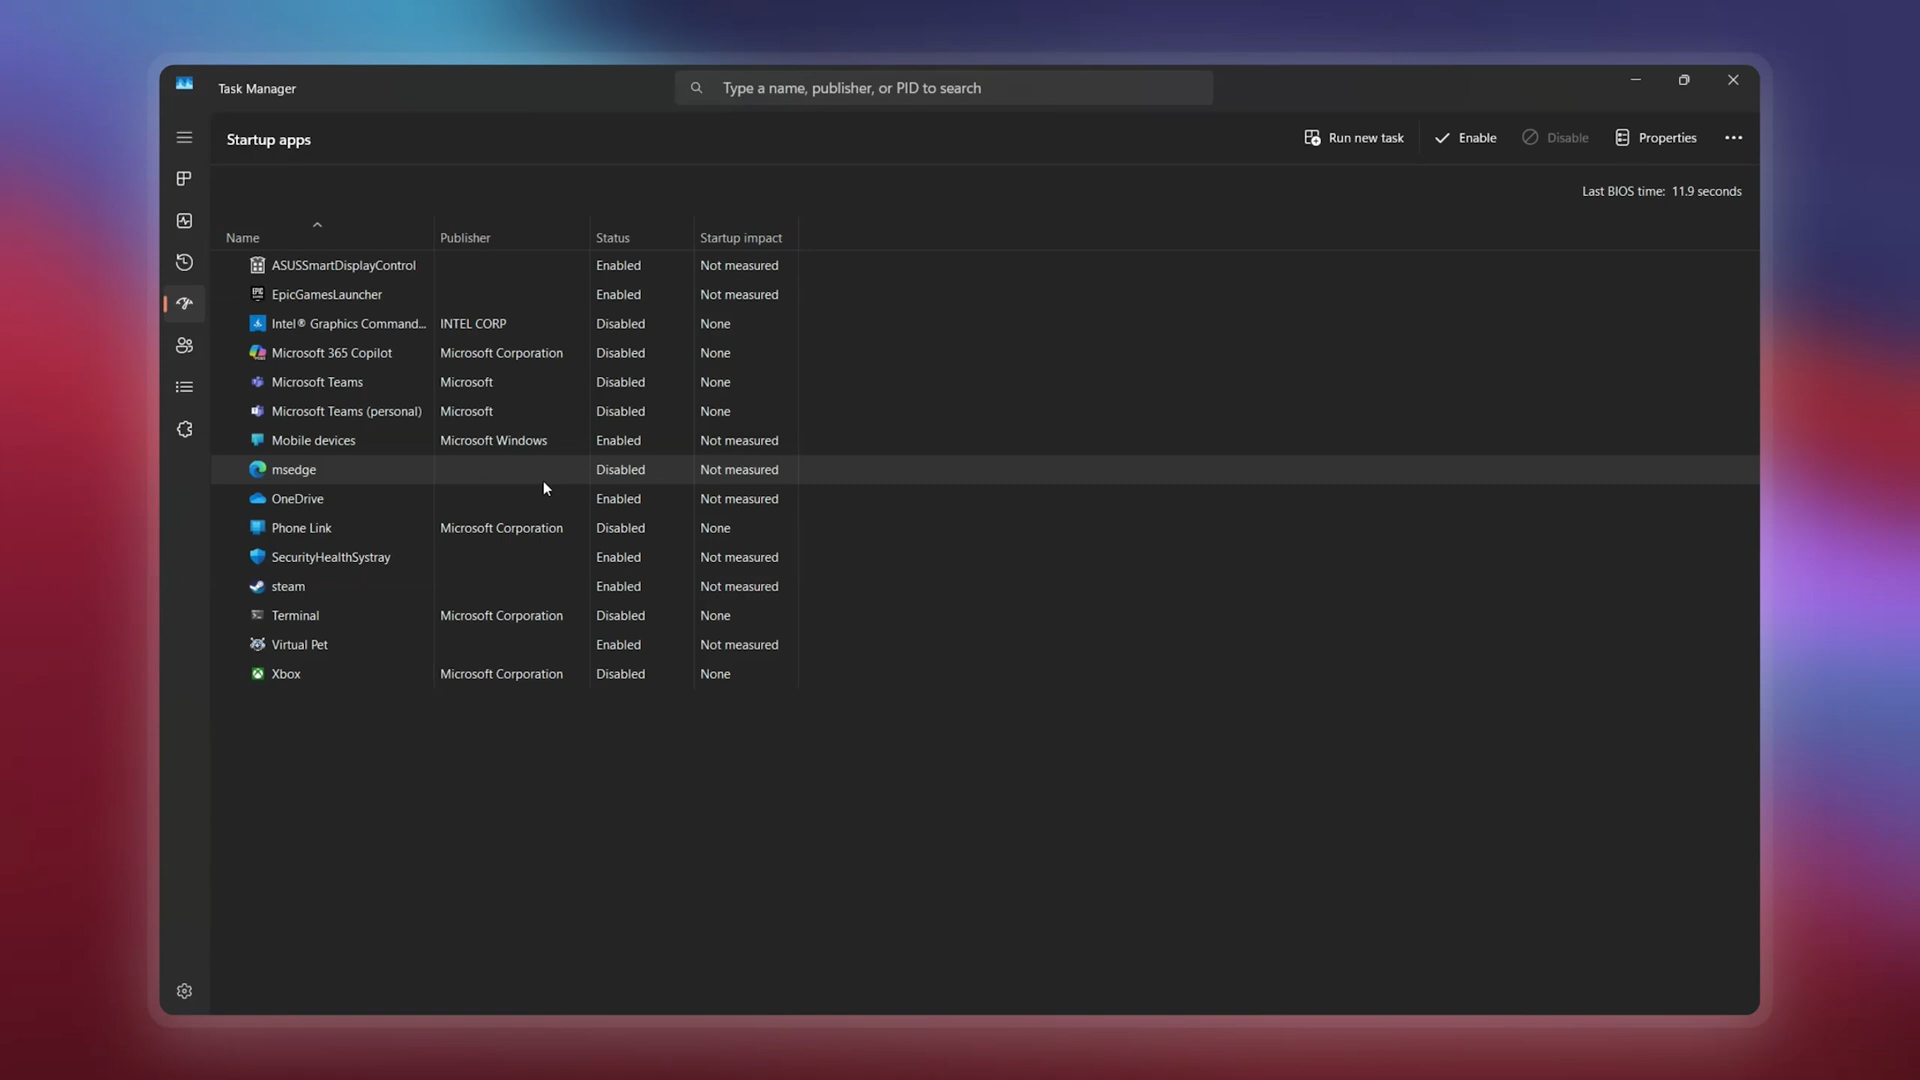 Task Manager
Type a name, publisher, or PID to search
Startup apps
Run new task Enable Disable Properties
Last BIOS time: 11.9 seconds
Name Publisher Status Startup impact
ASUSSmartDisplayControl Enabled Not measured
EPIC EpicGamesLauncher Enabled Not measured
Intel® Graphics Command... INTEL CORP Disabled None
Microsoft 365 Copilot Microsoft Corporation Disabled None
Microsoft Teams Microsoft Disabled None
Microsoft Teams (personal) Microsoft Disabled None
Mobile devices Microsoft Windows Enabled Not measured
msedge Disabled Not measured
OneDrive Enabled Not measured
Phone Link Microsoft Corporation Disabled None
SecurityHealthSystray Enabled Not measured
steam Enabled Not measured
Terminal Microsoft Corporation Disabled None
Virtual Pet Enabled Not measured
Xbox Microsoft Corporation Disabled None